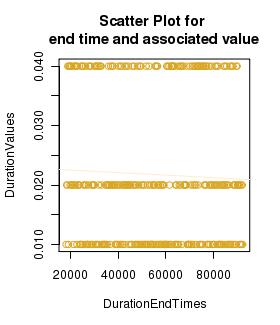 Scatter Plot for
end time and associated value
DurationValues
0.040
0.030
0.020
0.010
20000 40000 60000 80000
DurationEndTimes